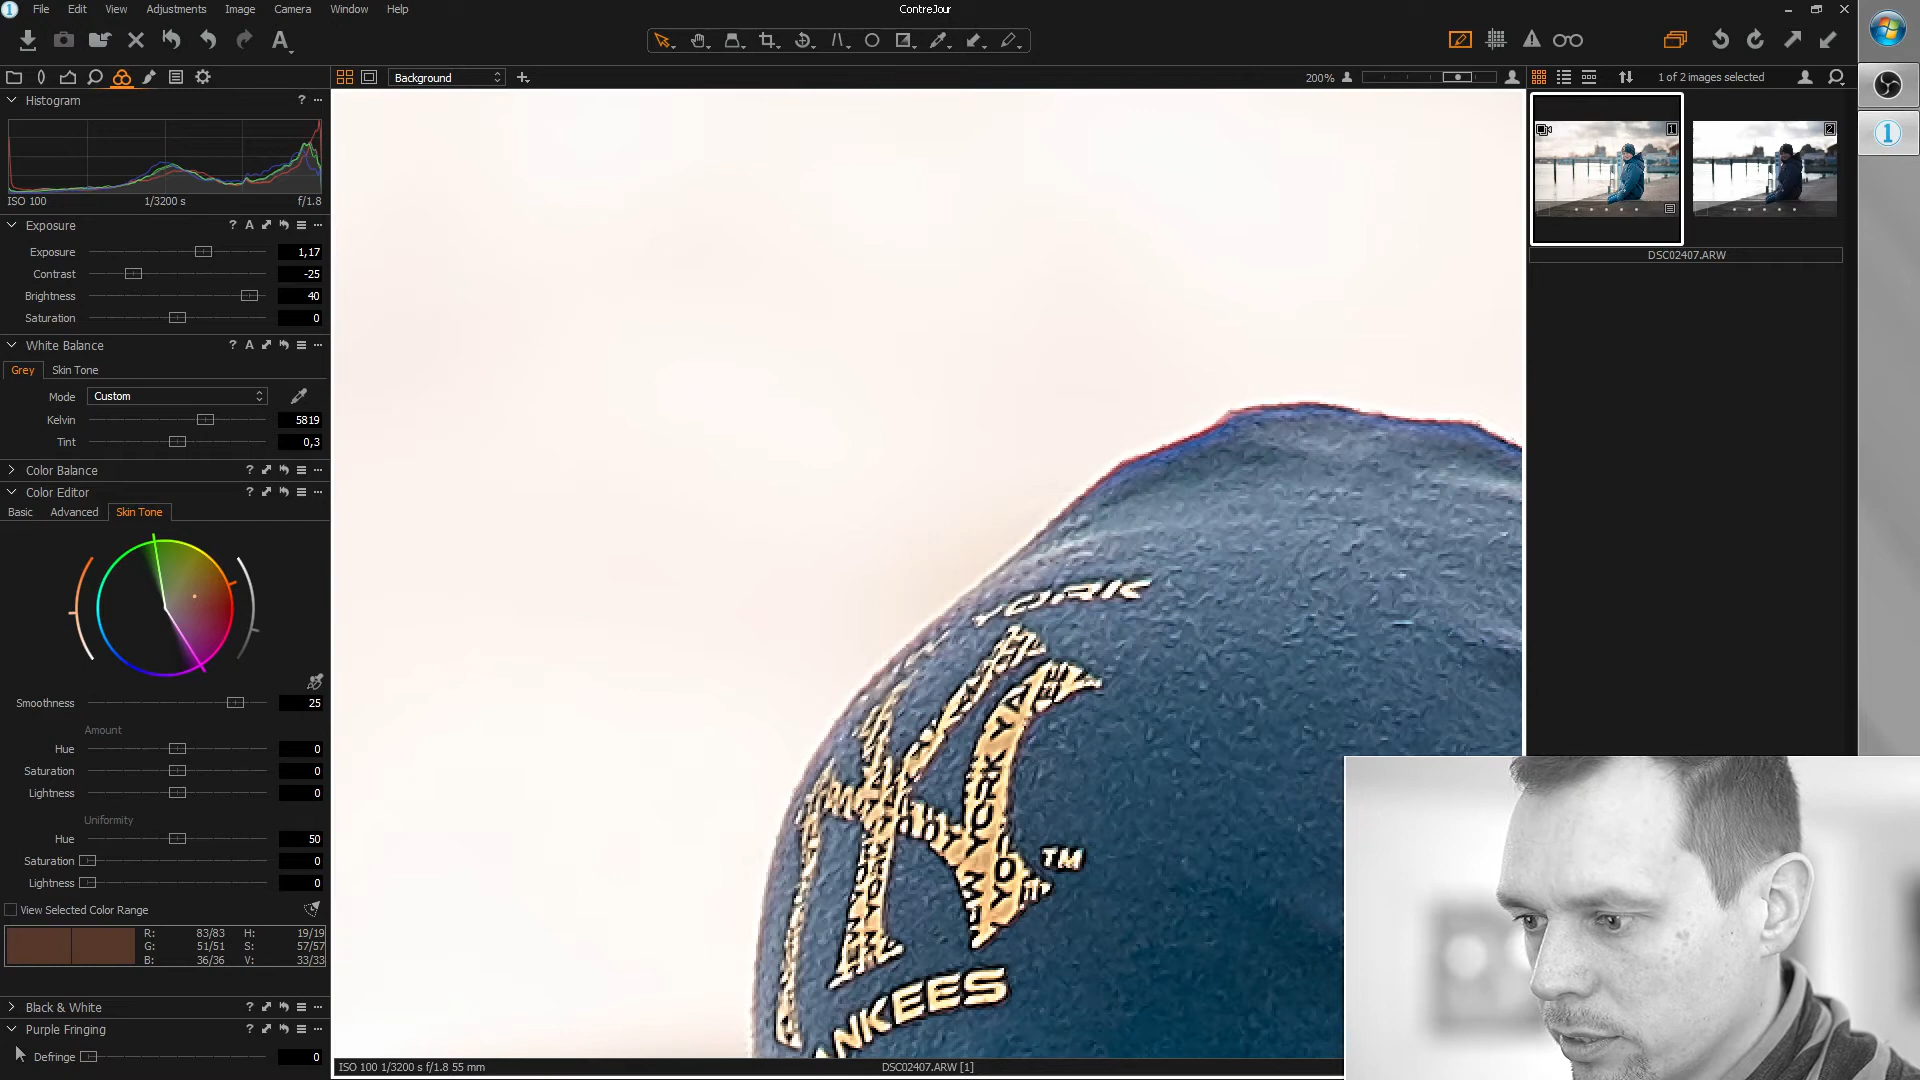 File Edit View Adjustments Image Camera Window Help
ContreJour
Background
200%
1 of 2 images selected
Histogram
ISO 100 1/3200 s f/1.8
Exposure
Exposure 1,17
Contrast -25
Brightness 40
Saturation 0
White Balance
Grey Skin Tone
Mode Custom
Kelvin 5819
Tint 0,3
Color Balance
Color Editor
Basic Advanced Skin Tone
Smoothness 25
Amount
Hue 0
Saturation 0
Lightness 0
Uniformity
Hue 50
Saturation 0
Lightness 0
View Selected Color Range
R: 83/83 H: 19/19
G: 51/51 S: 57/57
B: 36/36 V: 33/33
Black & White
Purple Fringing
Defringe 0
1
2
DSC02407.ARW
YORK
TM
ANKEES
ISO 100 1/3200 s f/1.8 55 mm
DSC02407.ARW [1]